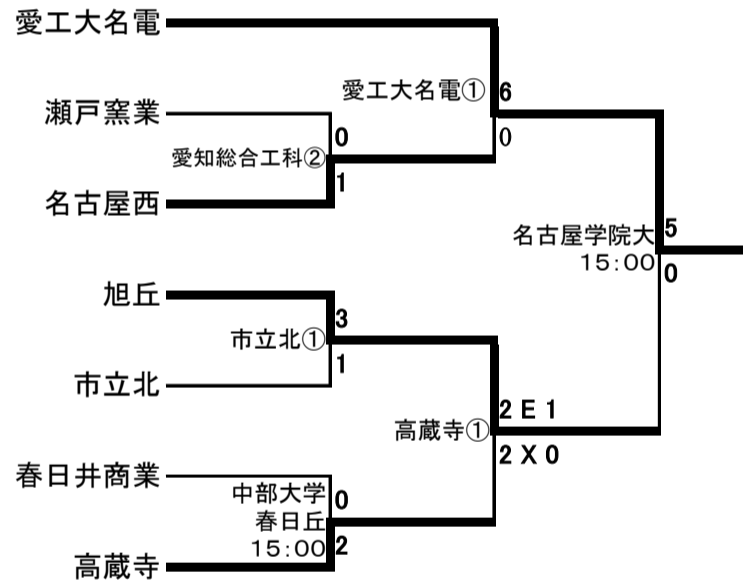 愛工大名電
愛工大名電① 6
瀬戸窯業
0 0
愛知総合工科②
1
名古屋西
名古屋学院大 5
15:00 0
旭丘
3
市立北①
1
市立北
2 E 1
高蔵寺①
2 X 0
春日井商業
中部大学 0
春日丘
15:00 2
高蔵寺